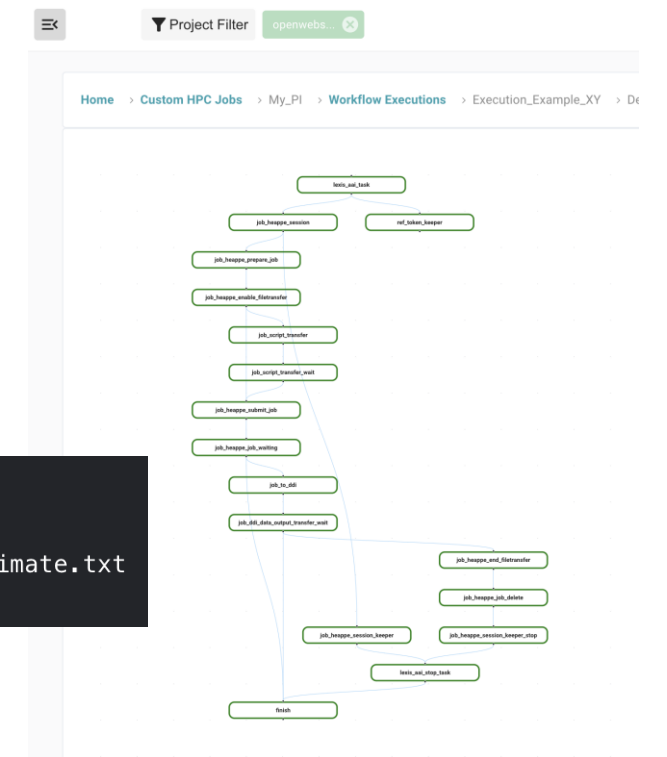 Project Filter openwebs...
Home > Custom HPC Jobs > My_PI > Workflow Executions > Execution_Example_XY > De
lexis_aai_task
job_heappe_session ref_token_keeper
job_heappe_prepare_job
job_heappe_enable_filetransfer
job_script_transfer
job_script_transfer_wait
job_heappe_submit_job
job_heappe_job_waiting
job_to_ddi
job_ddi_data_output_transfer_wait
imate.txt
job_heappe_end_filetransfer
job_heappe_job_delete
job_heappe_session_keeper job_heappe_session_keeper_stop
lexis_aai_stop_task
finish